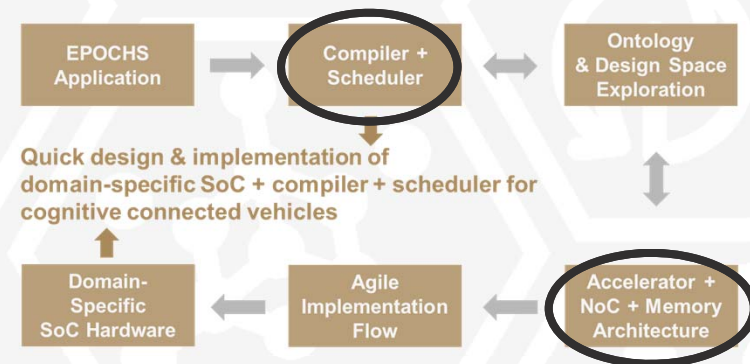 EPOCHS
Application
Compiler +
Scheduler
Ontology
& Design Space
Exploration
Quick design & implementation of
domain-specific SoC + compiler + scheduler for
cognitive connected vehicles
Domain-
Specific
SoC Hardware
Agile
Implementation
Flow
Accelerator +
NoC + Memory
Architecture